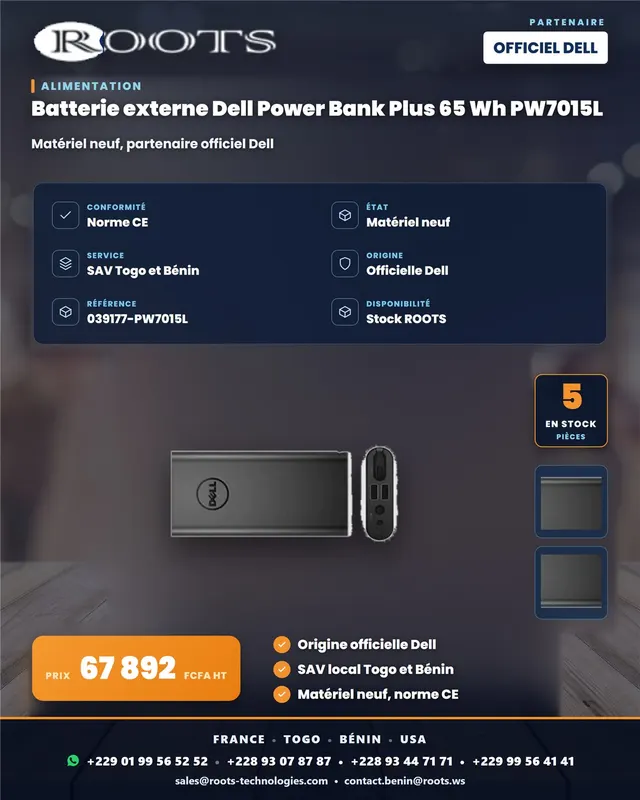 ROOTS
PARTENAIRE
OFFICIEL DELL
ALIMENTATION
Batterie externe Dell Power Bank Plus 65 Wh PW7015L
Matériel neuf, partenaire officiel Dell
CONFORMITÉ
Norme CE
ÉTAT
Matériel neuf
SERVICE
SAV Togo et Bénin
ORIGINE
Officielle Dell
RÉFÉRENCE
039177-PW7015L
DISPONIBILITÉ
Stock ROOTS
5
EN STOCK
PIÈCES
DELL
PRIX 67 892 FCFA HT
Origine officielle Dell
SAV local Togo et Bénin
Matériel neuf, norme CE
FRANCE • TOGO • BÉNIN • USA
+229 01 99 56 52 52 • +228 93 07 87 87 • +228 93 44 71 71 • +229 99 56 41 41
sales@roots-technologies.com • contact.benin@roots.ws